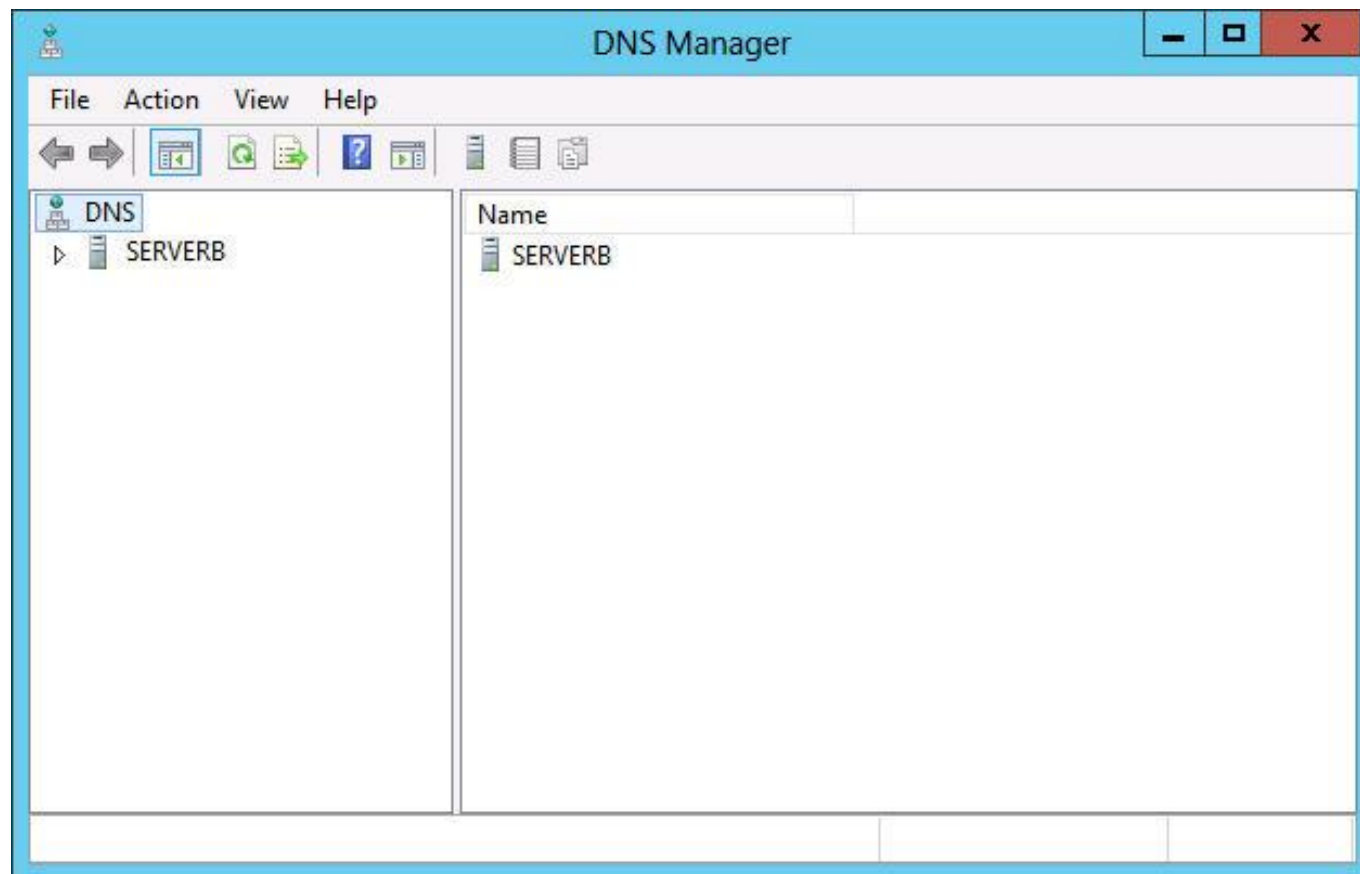 DNS Manager
File Action View Help
DNS
SERVERB
Name
SERVERB